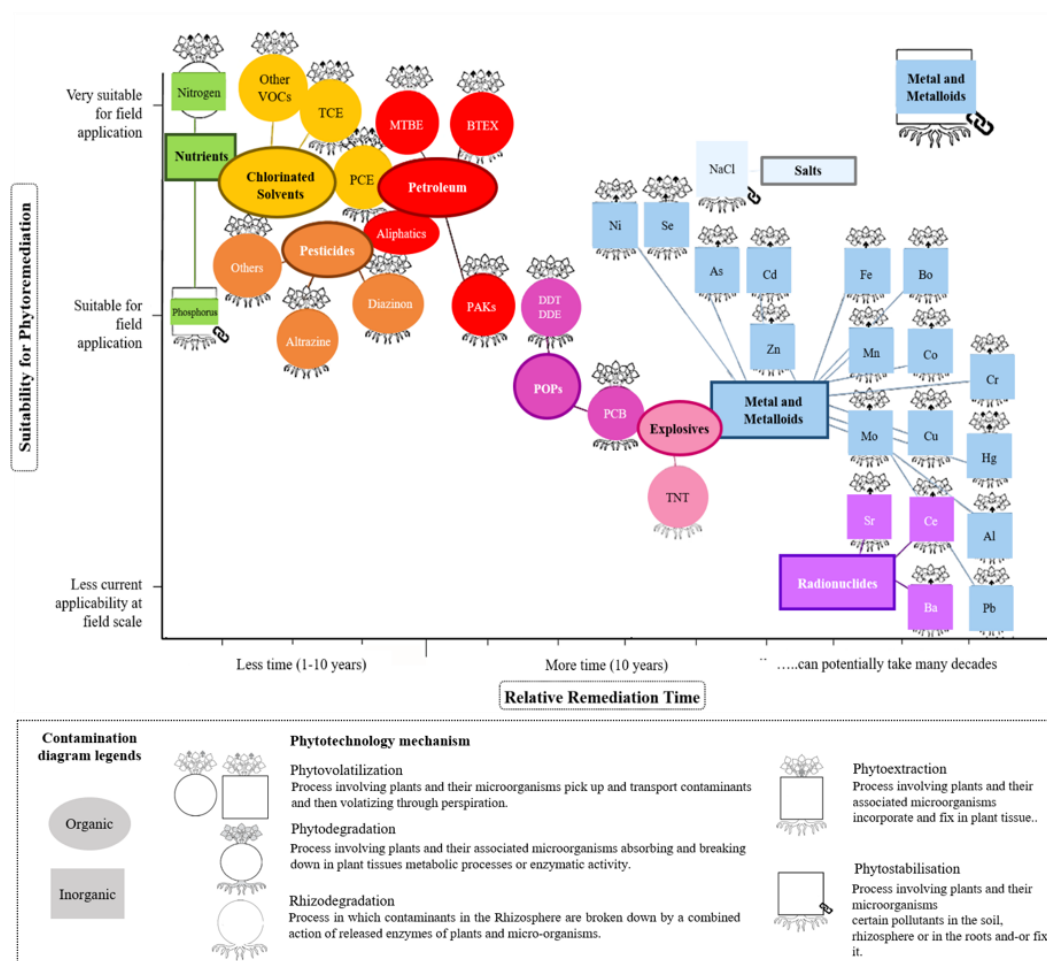 Very suitable
for field
application
Suitable for
field
application
Less current
applicability at
field scale
Suitability for Phytoremediation
Nitrogen
Nutrients
Phosphorus
Other
VOCs
TCE
PCE
Chlorinated
Solvents
MTBE
BTEX
Petroleum
Aliphatics
PAKs
Pesticides
Others
Altrazine
Diazinon
DDT
DDE
POPs
PCB
Explosives
TNT
NaCl
Salts
Metal and
Metalloids
Ni
Se
As
Cd
Zn
Fe
Bo
Mn
Co
Cr
Metal and
Metalloids
Mo
Cu
Hg
Al
Pb
Sr
Ce
Ba
Radionuclides
Less time (1-10 years)
More time (10 years)
…..can potentially take many decades
Relative Remediation Time
Contamination
diagram legends
Organic
Inorganic
Phytotechnology mechanism
Phytovolatilization
Process involving plants and their microorganisms pick up and transport contaminants
and then volatizing through perspiration.
Phytodegradation
Process involving plants and their associated microorganisms absorbing and breaking
down in plant tissues metabolic processes or enzymatic activity.
Rhizodegradation
Process in which contaminants in the Rhizosphere are broken down by a combined
action of released enzymes of plants and micro-organisms.
Phytoextraction
Process involving plants and their
associated microorganisms
incorporate and fix in plant tissue..
Phytostabilisation
Process involving plants and their
microorganisms
certain pollutants in the soil,
rhizosphere or in the roots and-or fix
it.